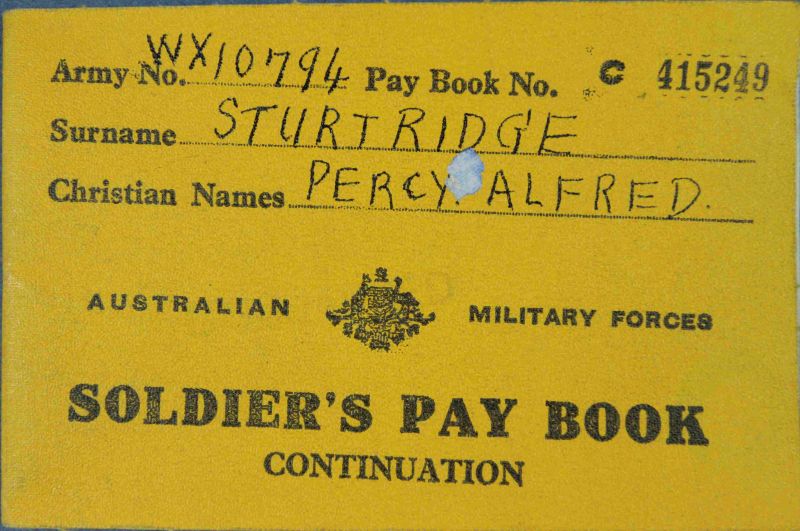 Army No. WX10794 Pay Book No. C 415249
Surname STURTRIDGE
Christian Names PERCY ALFRED.
AUSTRALIAN MILITARY FORCES
SOLDIER'S PAY BOOK
CONTINUATION